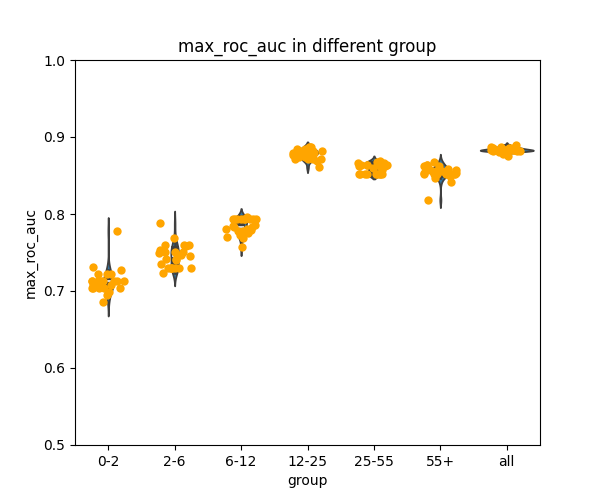 max_roc_auc in different group
1.0
0.9
0.8
0.7
0.6
0.5
max_roc_auc
0-2 2-6 6-12 12-25 25-55 55+ all
group